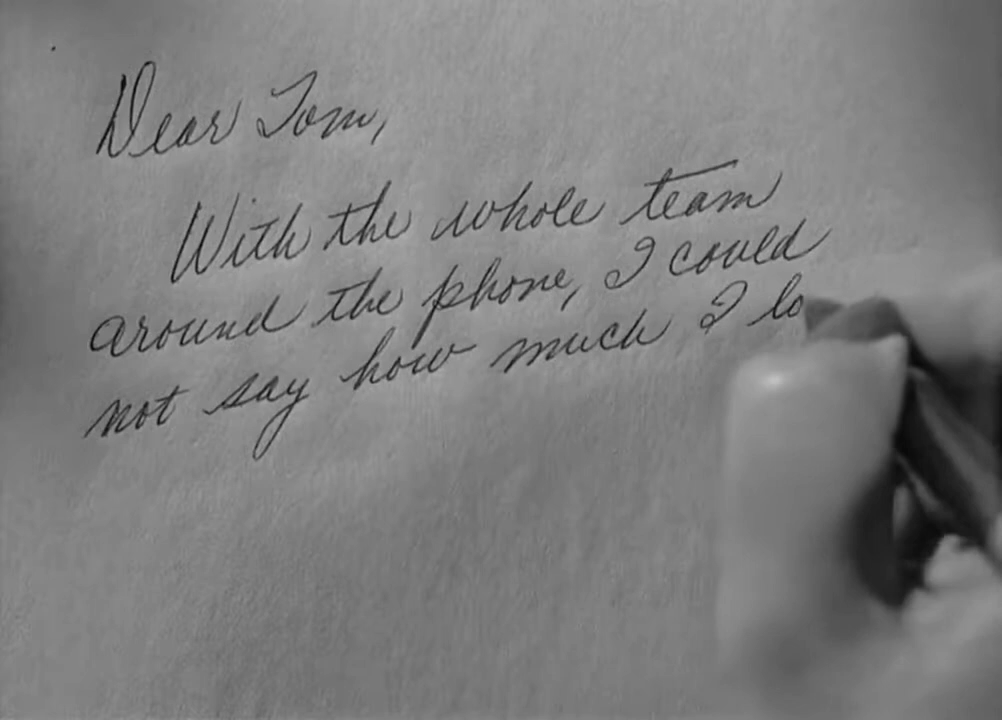 Dear Tom,
With the whole team
around the phone, I could
not say how much I lo